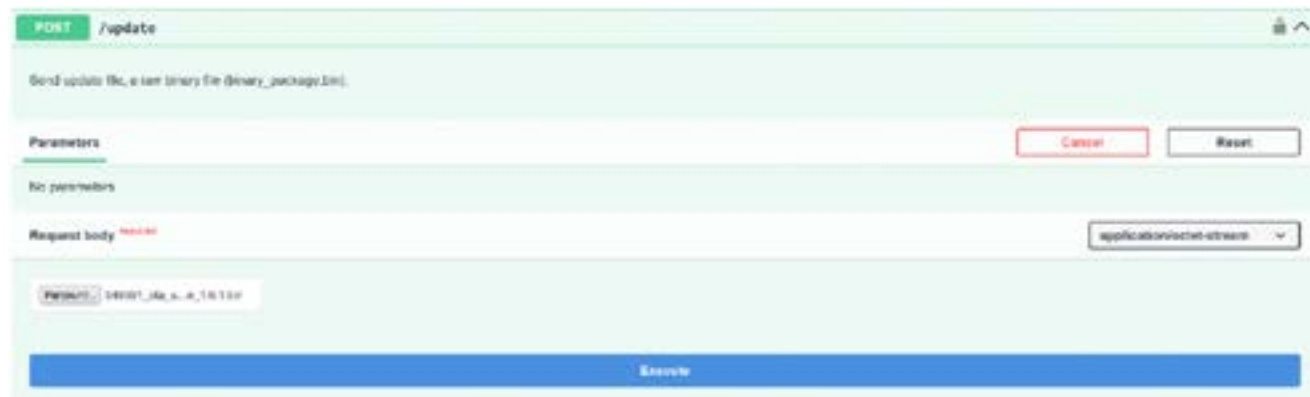 POST /update
Send update file, a raw binary file (binary_package.bin).
Parameters
Cancel
Reset
No parameters
Request body required
application/octet-stream
Execute